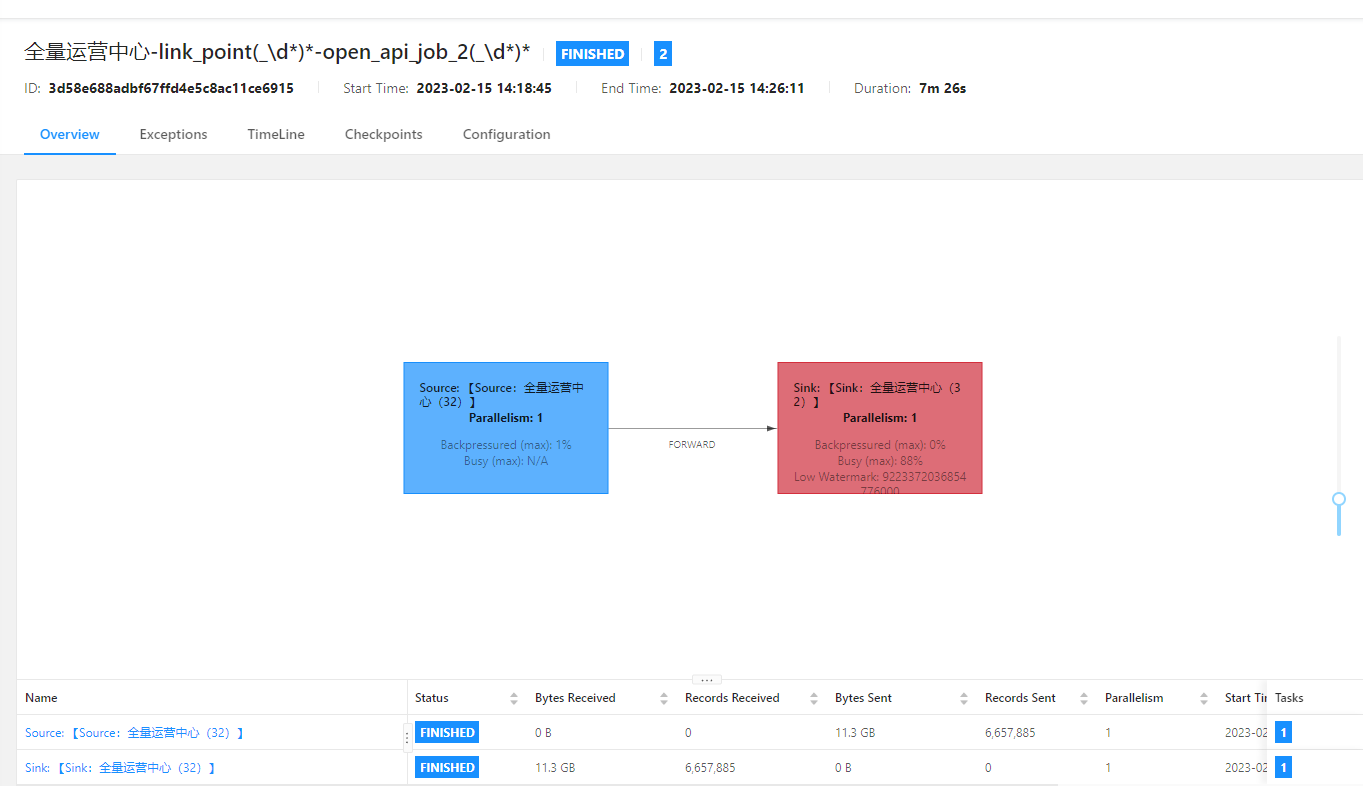 全量运营中心-link_point(_\d*)*-open_api_job_2(_\d*)* FINISHED 2
ID: 3d58e688adbf67ffd4e5c8ac11ce6915 Start Time: 2023-02-15 14:18:45 End Time: 2023-02-15 14:26:11 Duration: 7m 26s
Overview Exceptions TimeLine Checkpoints Configuration
Source: 【Source：全量运营中
心（32）】
Parallelism: 1
Backpressured (max): 1%
Busy (max): N/A
FORWARD
Sink: 【Sink：全量运营中心（3
2）】
Parallelism: 1
Backpressured (max): 0%
Busy (max): 88%
Low Watermark: 9223372036854
776000
Name Status Bytes Received Records Received Bytes Sent Records Sent Parallelism Start Tir Tasks
Source: 【Source：全量运营中心（32）】 FINISHED 0 B 0 11.3 GB 6,657,885 1 2023-02 1
Sink: 【Sink：全量运营中心（32）】 FINISHED 11.3 GB 6,657,885 0 B 0 1 2023-02 1